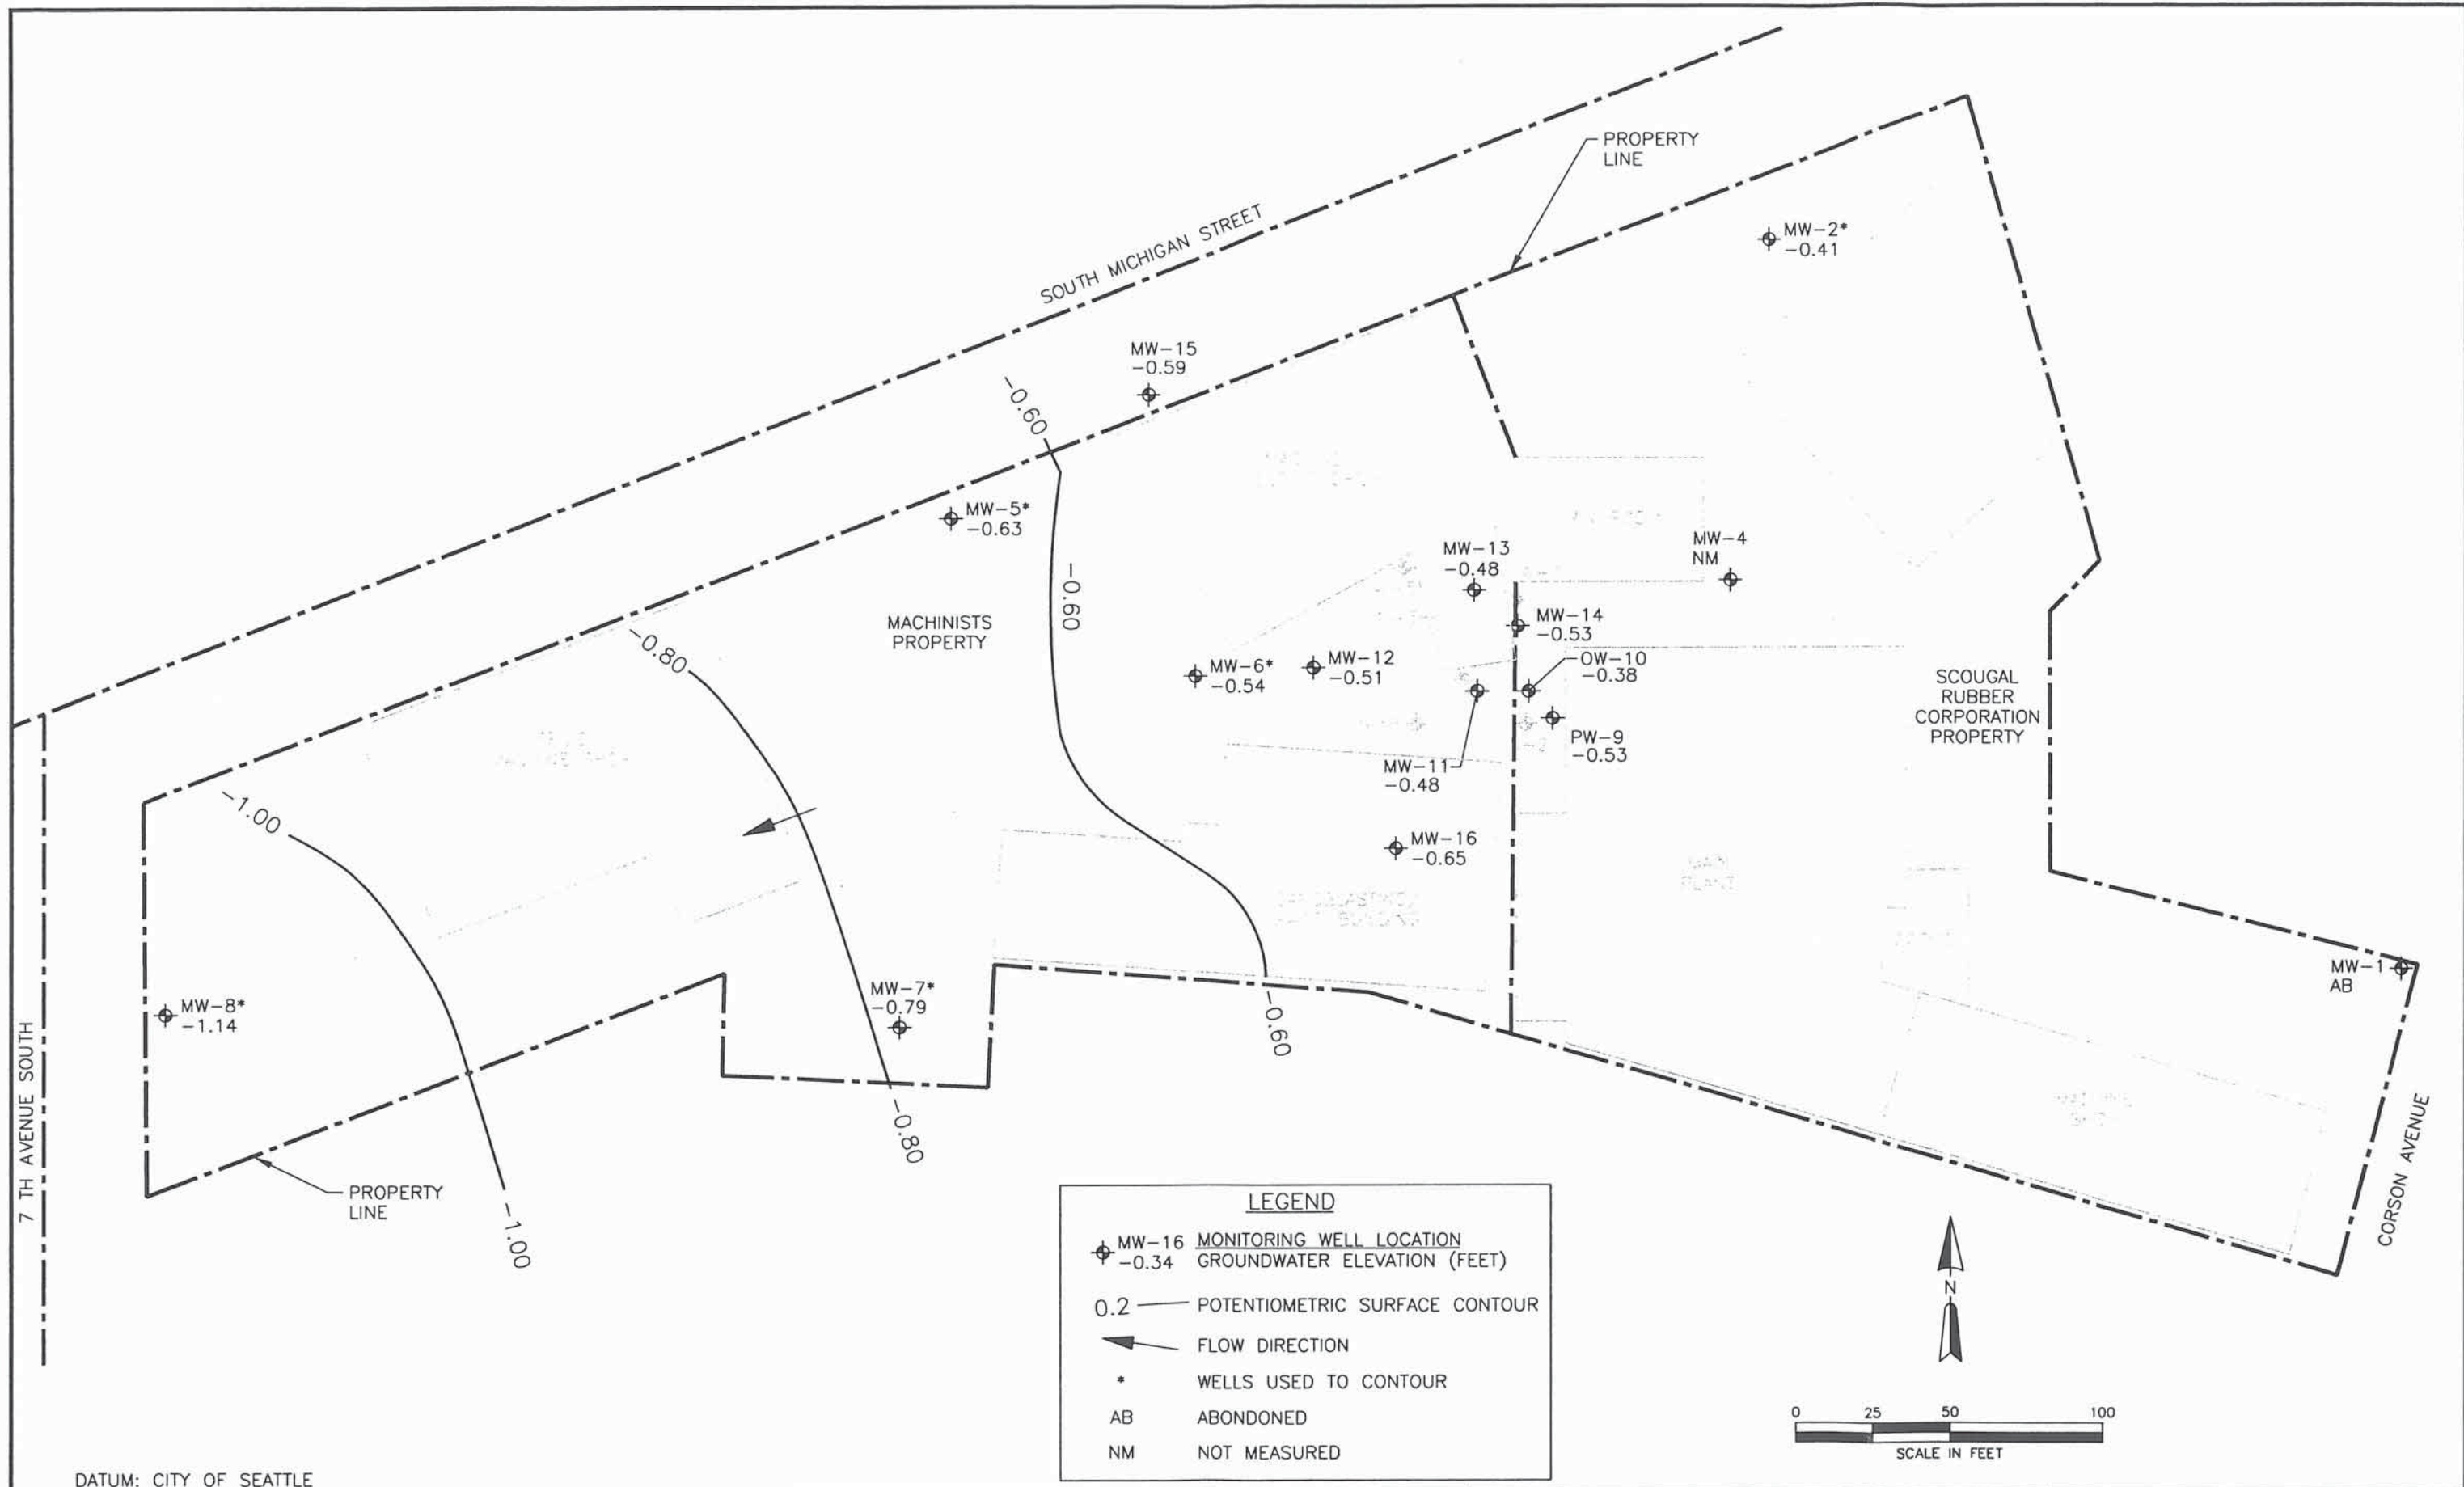 PROPERTY
LINE
MW-2*
-0.41
SOUTH MICHIGAN STREET
MW-15
-0.59
-0.60
MW-5*
-0.63
MW-13
-0.48
MW-4
NM
-0.60
MACHINISTS
PROPERTY
MW-14
-0.53
-0.80
MW-6*
-0.54
MW-12
-0.51
OW-10
-0.38
SCOUGAL
RUBBER
CORPORATION
PROPERTY
PW-9
-0.53
MW-11
-0.48
-1.00
MW-16
-0.65
PLANT
MW-8*
-1.14
MW-7*
-0.79
MW-1
AB
-0.60
7 TH AVENUE SOUTH
-0.80
CORSON AVENUE
PROPERTY
LINE
-1.00
LEGEND
MW-16 MONITORING WELL LOCATION
-0.34 GROUNDWATER ELEVATION (FEET)
0.2 POTENTIOMETRIC SURFACE CONTOUR
FLOW DIRECTION
* WELLS USED TO CONTOUR
AB ABONDONED
NM NOT MEASURED
N
0 25 50 100
SCALE IN FEET
DATUM: CITY OF SEATTLE